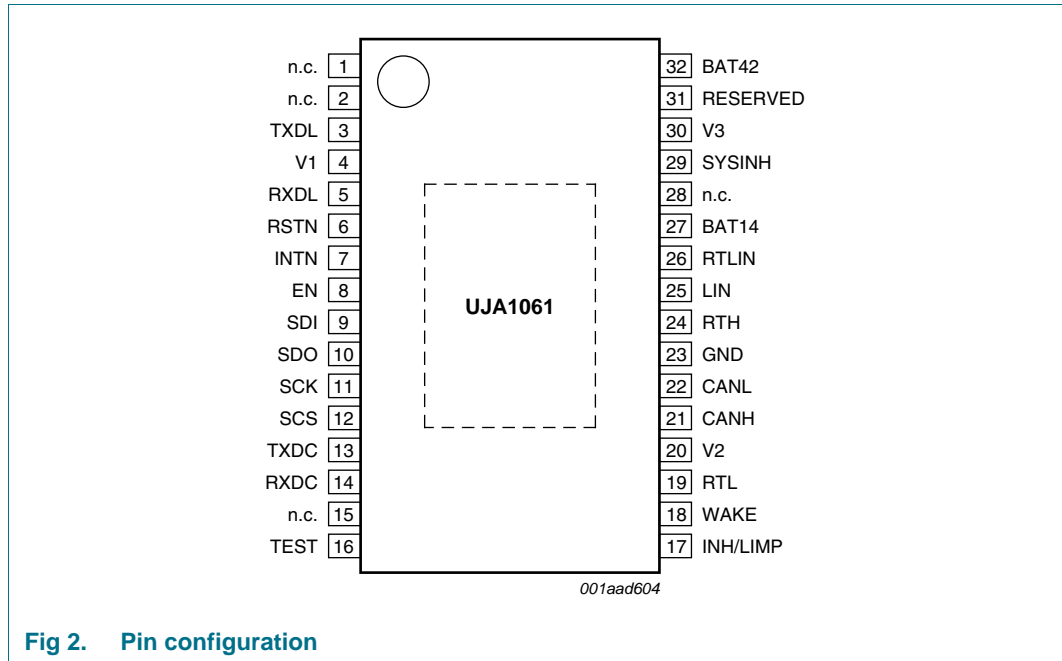 n.c. 1 32 BAT42
n.c. 2 31 RESERVED
TXDL 3 30 V3
V1 4 29 SYSINH
RXDL 5 28 n.c.
RSTN 6 27 BAT14
INTN 7 26 RTLIN
EN 8 25 LIN
UJA1061
SDI 9 24 RTH
SDO 10 23 GND
SCK 11 22 CANL
SCS 12 21 CANH
TXDC 13 20 V2
RXDC 14 19 RTL
n.c. 15 18 WAKE
TEST 16 17 INH/LIMP
001aad604
Fig 2. Pin configuration